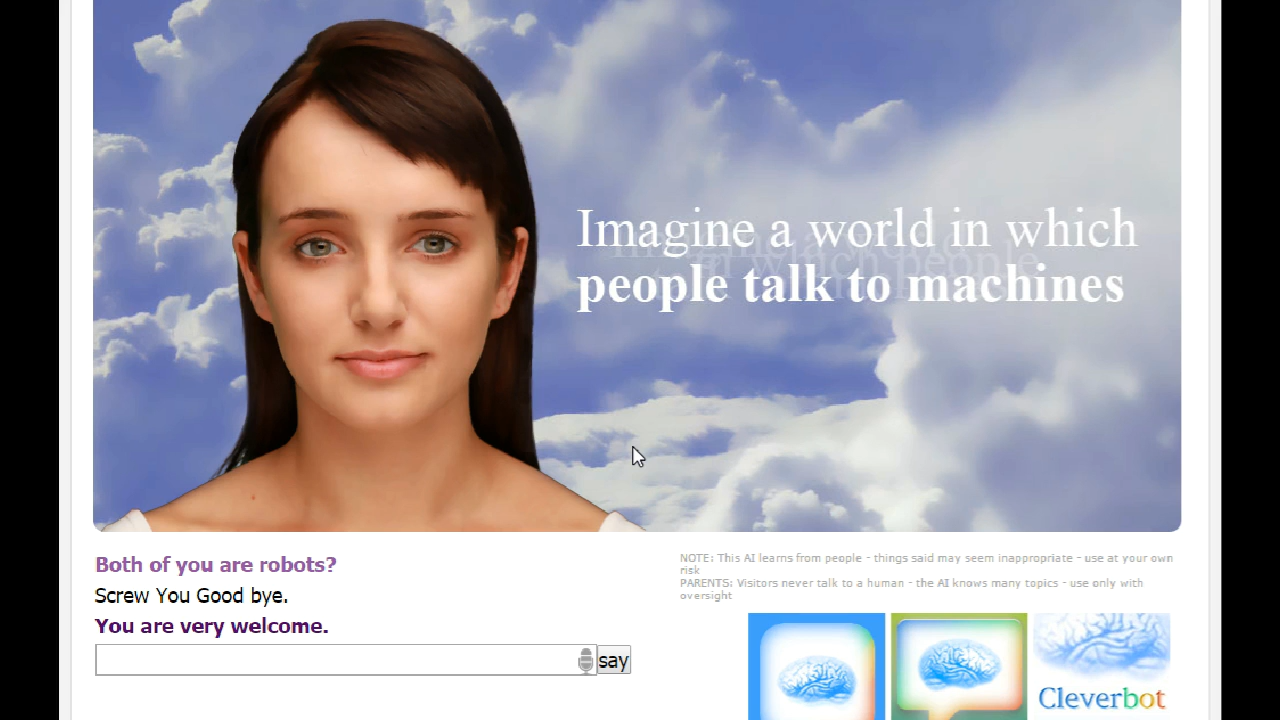 Imagine a world in which
people talk to machines
Both of you are robots?
Screw You Good bye.
You are very welcome.
say
NOTE: This AI learns from people - things said may seem inappropriate - use at your own
risk
PARENTS: Visitors never talk to a human - the AI knows many topics - use only with
oversight
Cleverbot